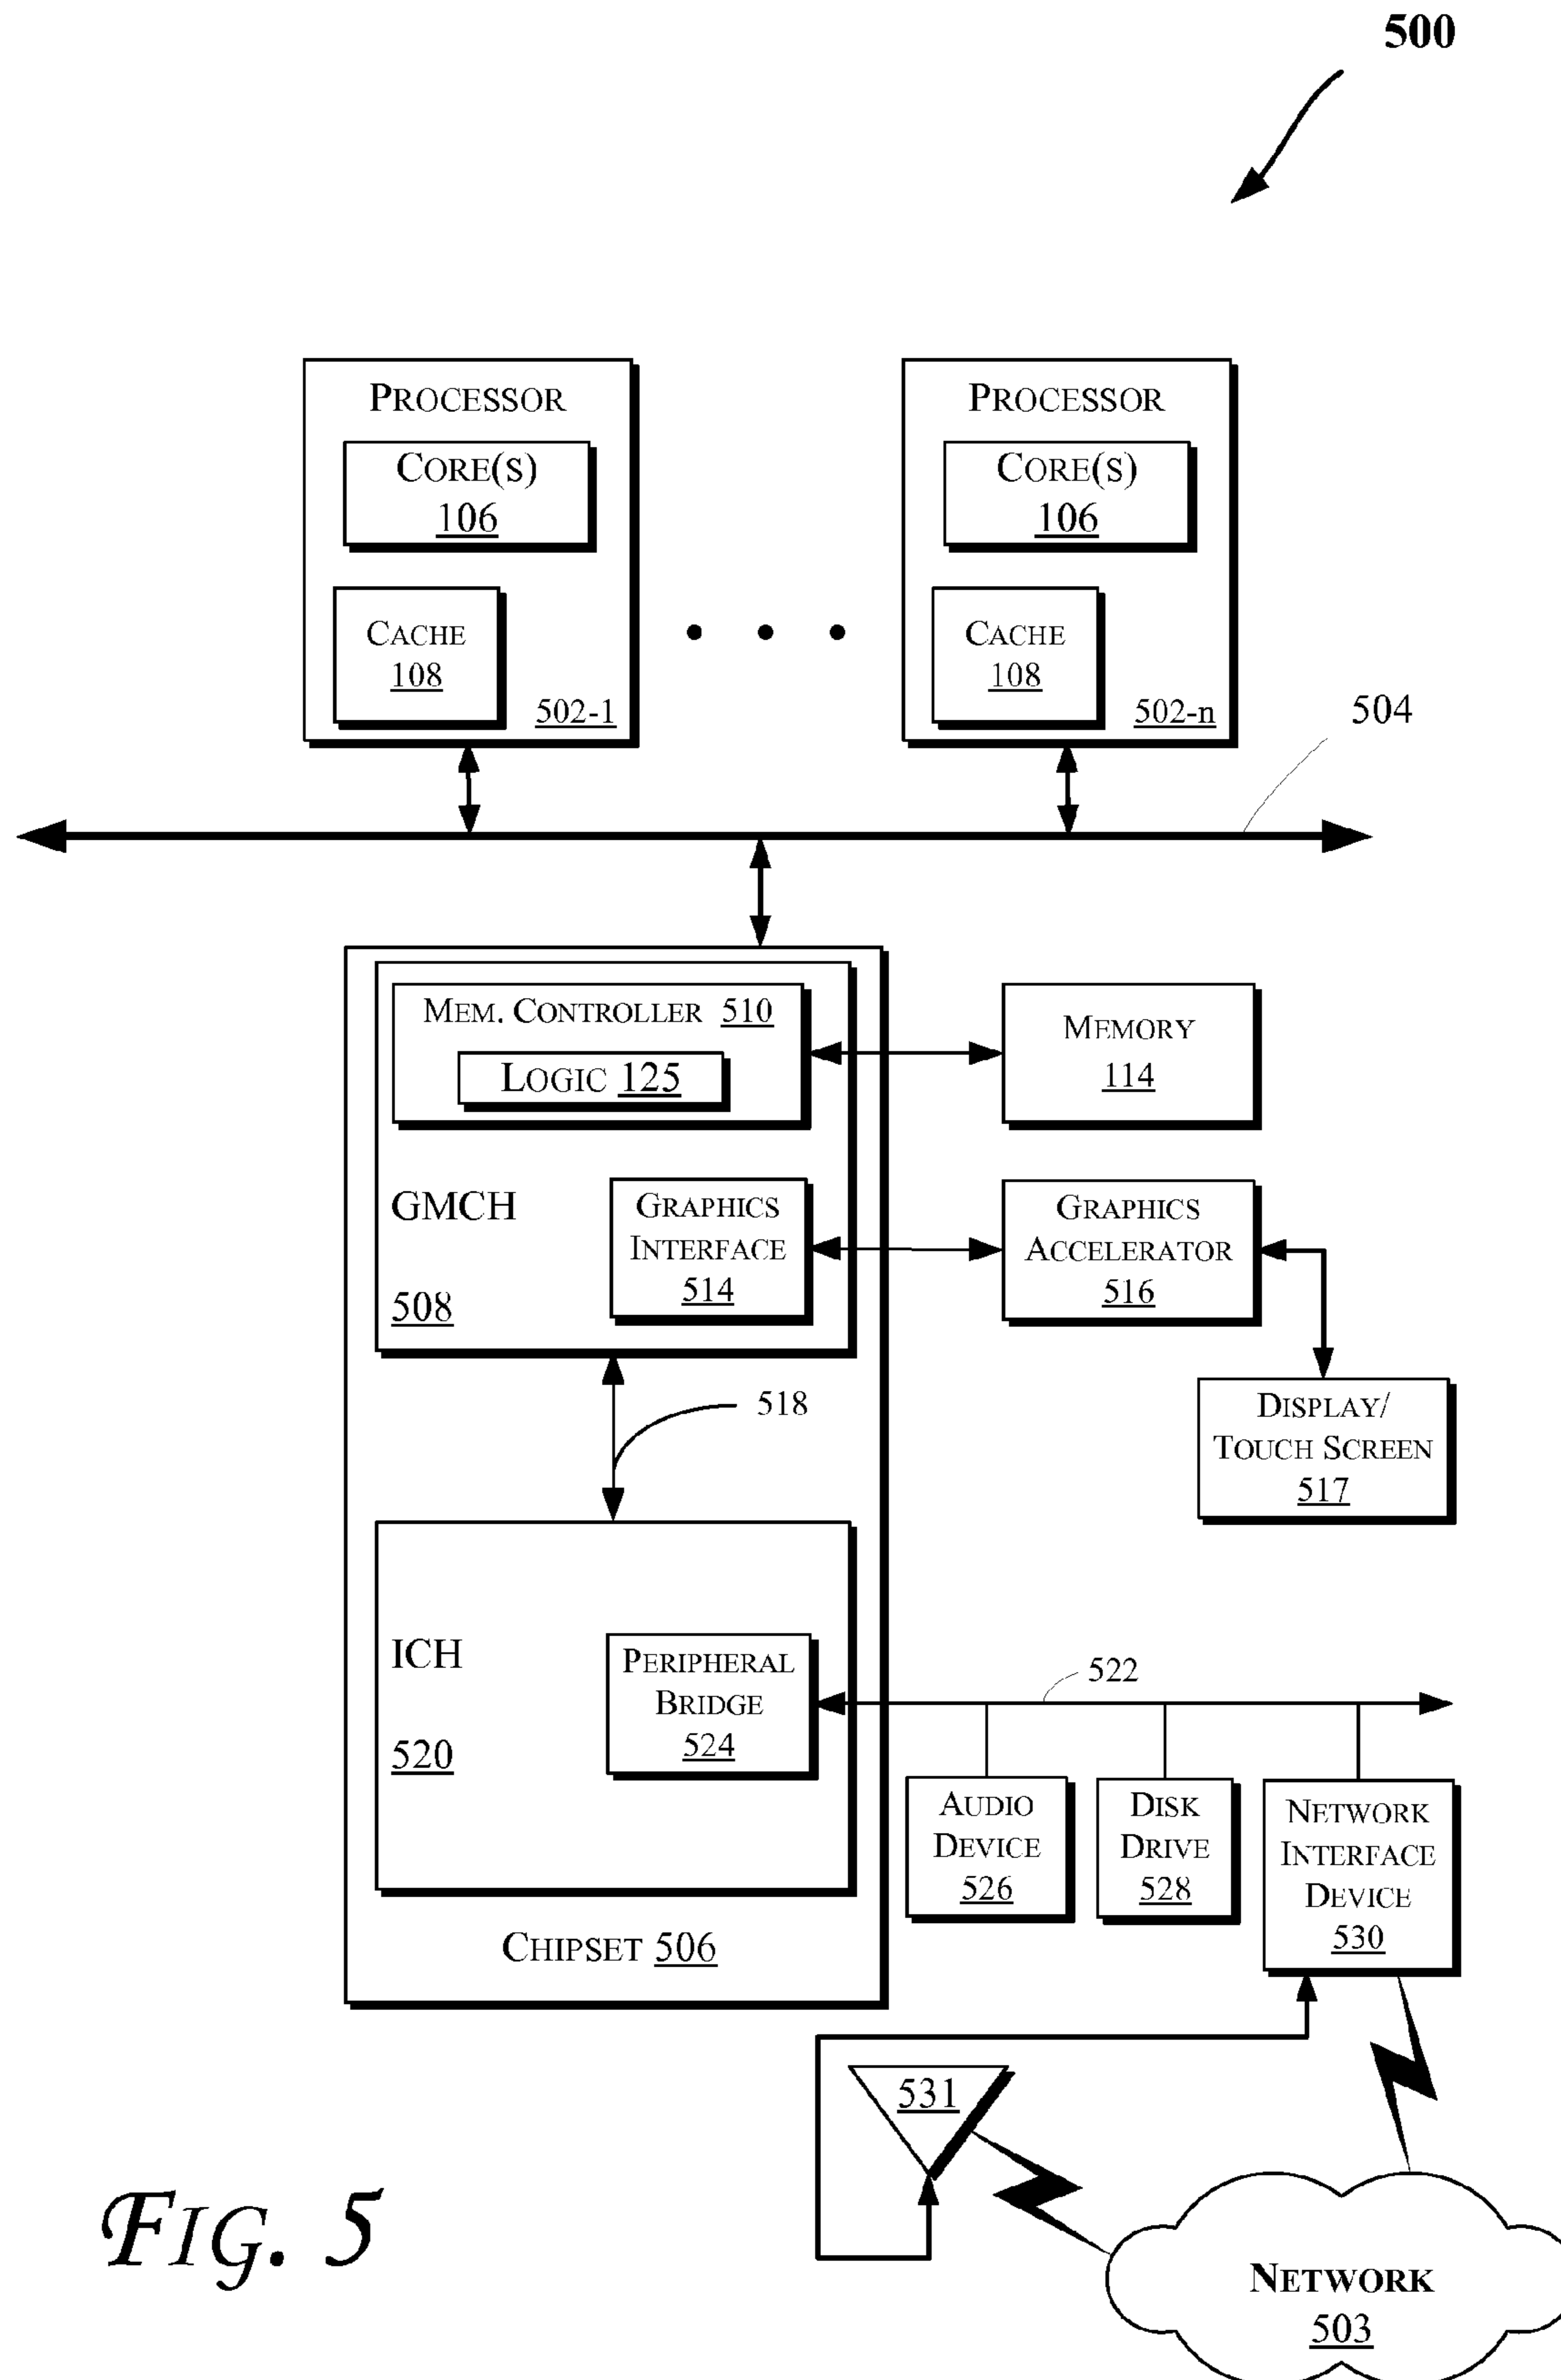 500
PROCESSOR
CORE(S)
106
CACHE
108
502-1
PROCESSOR
CORE(S)
106
CACHE
108
502-n
504
MEM. CONTROLLER 510
LOGIC 125
GMCH
508
GRAPHICS
INTERFACE
514
MEMORY
114
GRAPHICS
ACCELERATOR
516
DISPLAY/
TOUCH SCREEN
517
518
ICH
520
PERIPHERAL
BRIDGE
524
522
AUDIO
DEVICE
526
DISK
DRIVE
528
NETWORK
INTERFACE
DEVICE
530
CHIPSET 506
531
NETWORK
503
FIG. 5